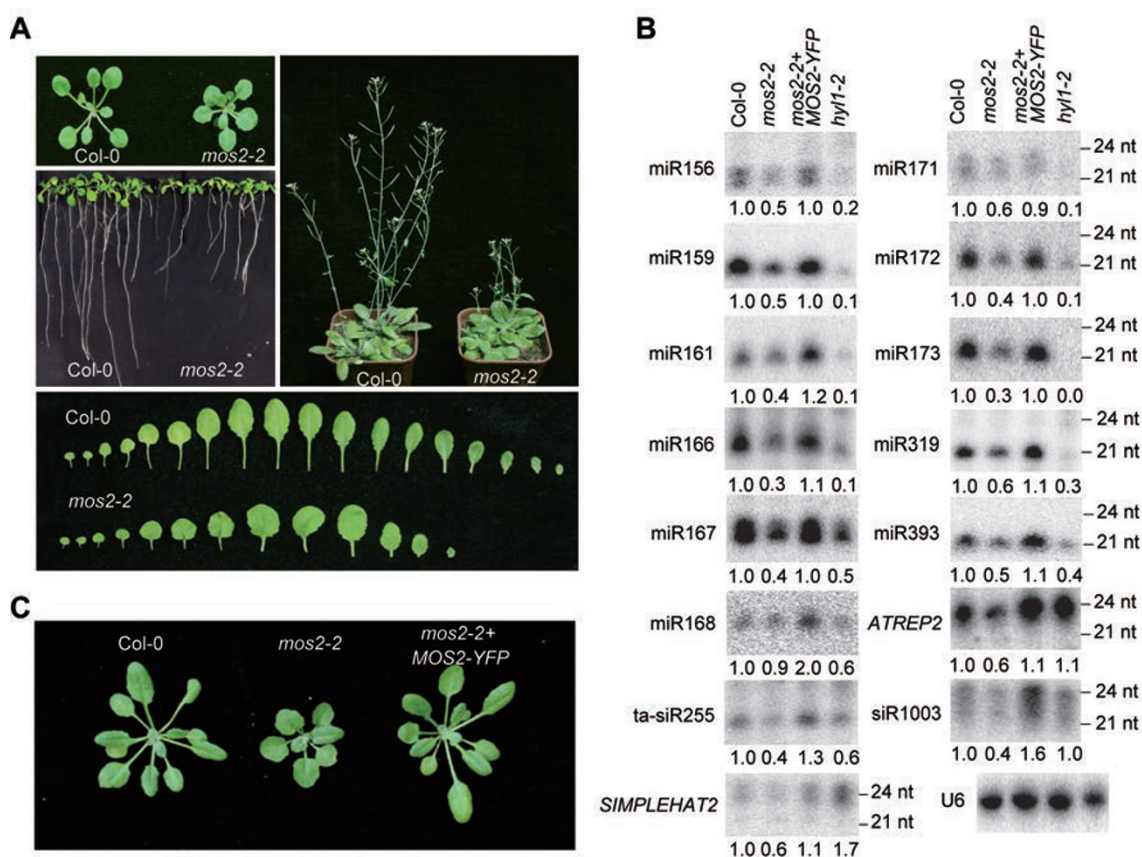 A
Col-0
mos2-2
Col-0
mos2-2
Col-0
mos2-2
Col-0
mos2-2
B
Col-0
mos2-2
mos2-2+
MOS2-YFP
hyl1-2
miR156
1.0 0.5 1.0 0.2
miR159
1.0 0.5 1.0 0.1
miR161
1.0 0.4 1.2 0.1
miR166
1.0 0.3 1.1 0.1
miR167
1.0 0.4 1.0 0.5
miR168
1.0 0.9 2.0 0.6
ta-siR255
1.0 0.4 1.3 0.6
SIMPLEHAT2
24 nt
21 nt
1.0 0.6 1.1 1.7
Col-0
mos2-2
mos2-2+
MOS2-YFP
hyl1-2
miR171
24 nt
21 nt
1.0 0.6 0.9 0.1
miR172
24 nt
21 nt
1.0 0.4 1.0 0.1
miR173
24 nt
21 nt
1.0 0.3 1.0 0.0
miR319
24 nt
21 nt
1.0 0.6 1.1 0.3
miR393
24 nt
21 nt
1.0 0.5 1.1 0.4
ATREP2
24 nt
21 nt
1.0 0.6 1.1 1.1
siR1003
24 nt
21 nt
1.0 0.4 1.6 1.0
U6
C
Col-0
mos2-2
mos2-2+
MOS2-YFP